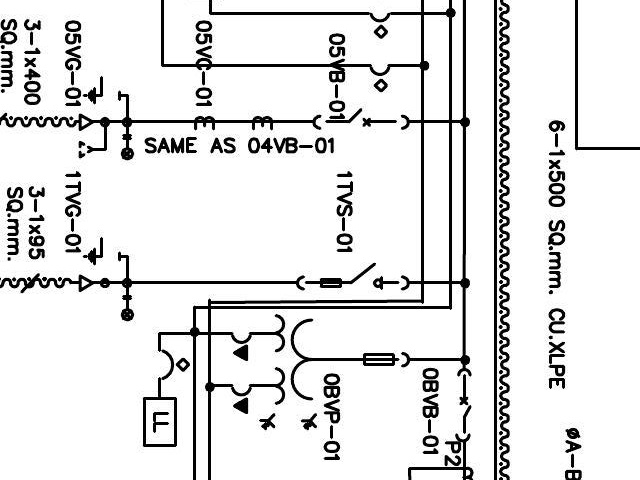 05VG-01
3-1x400
SQ.mm.
05VC-01
05VB-01
SAME AS 04VB-01
6-1x500 SQ.mm. CU.XLPE
1TVG-01
3-1x95
SQ.mm.
1TVS-01
0BVP-01
0BVB-01
P2
LL
ØA-B